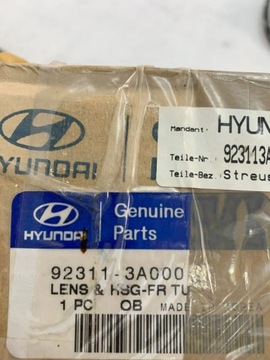 HYUNDAI
Mandant: HYUN
Teile-Nr.: 923113A
Teile-Bez.: Streus
HYUNDAI
Genuine
Parts
92311-3A000
LENS & HSG-FR TU
1 PC OB MADE